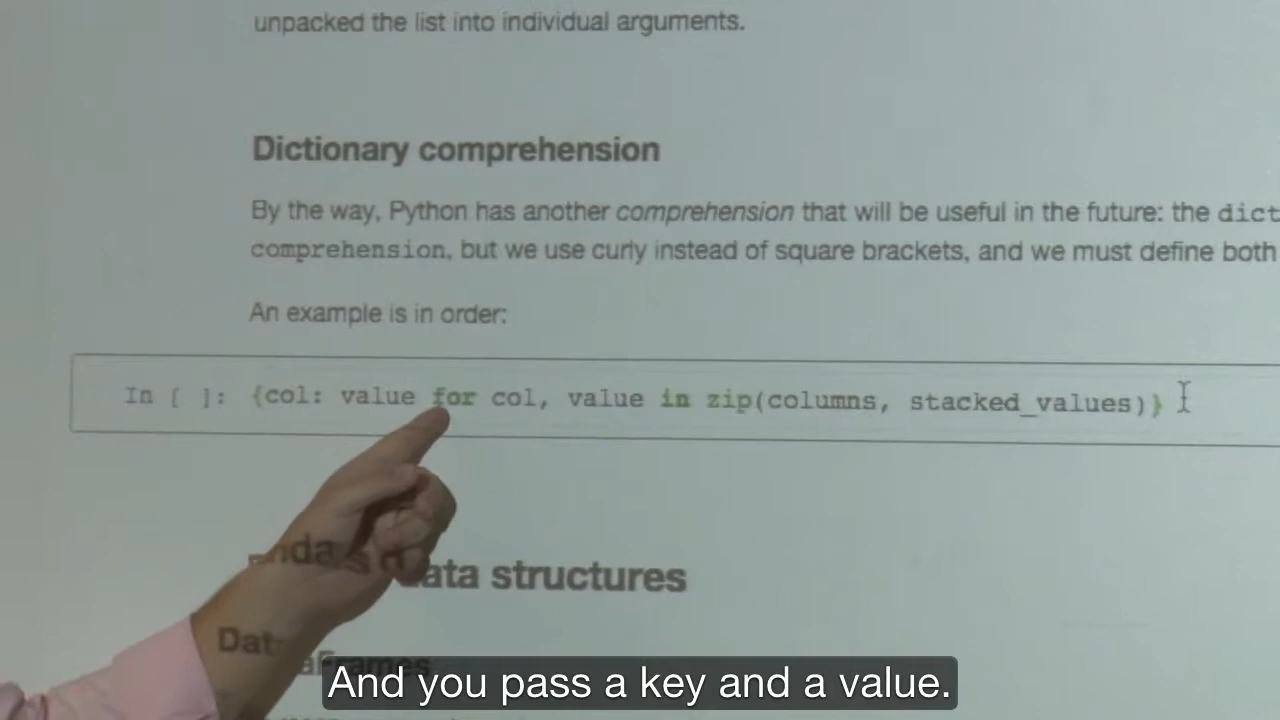 unpacked the list into individual arguments.
Dictionary comprehension
By the way, Python has another comprehension that will be useful in the future: the dict
comprehension, but we use curly instead of square brackets, and we must define both
An example is in order:
In [ ]: {col: value for col, value in zip(columns, stacked_values)}
data structures
And you pass a key and a value.